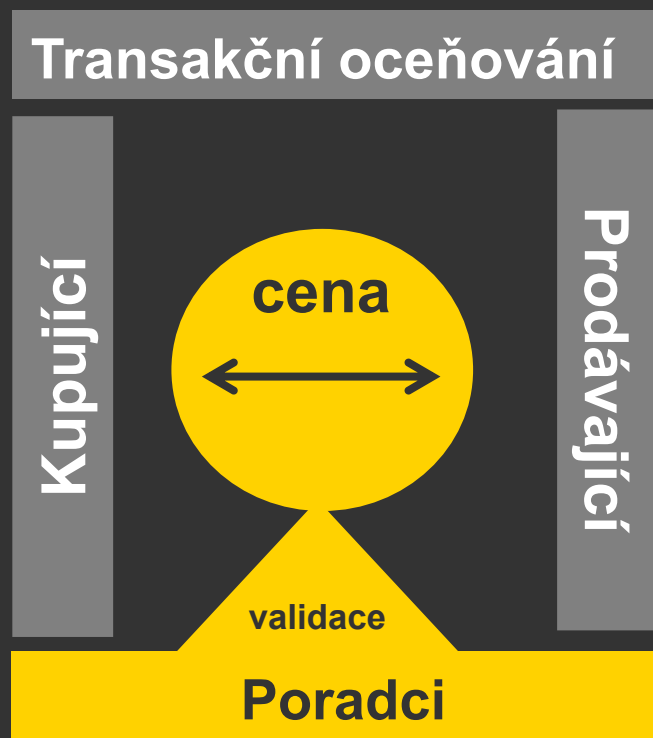 Transakční oceňování
Kupující
cena
Prodávající
validace
Poradci